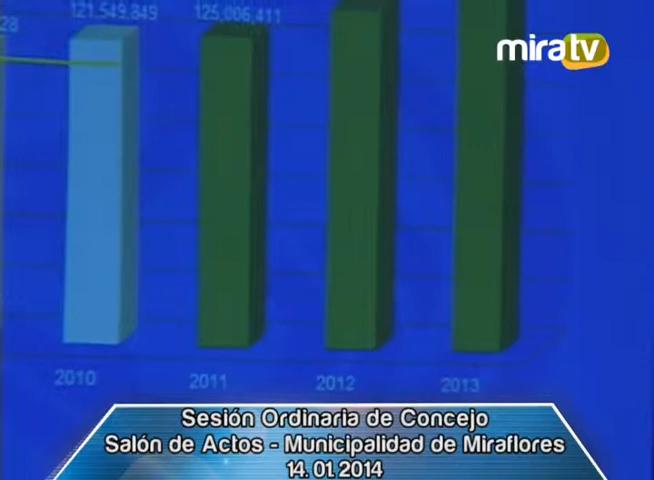 28
121,549,849
125,006,411
miratv
2010
2011
2012
2013
Sesión Ordinaria de Concejo
Salón de Actos - Municipalidad de Miraflores
14.01.2014